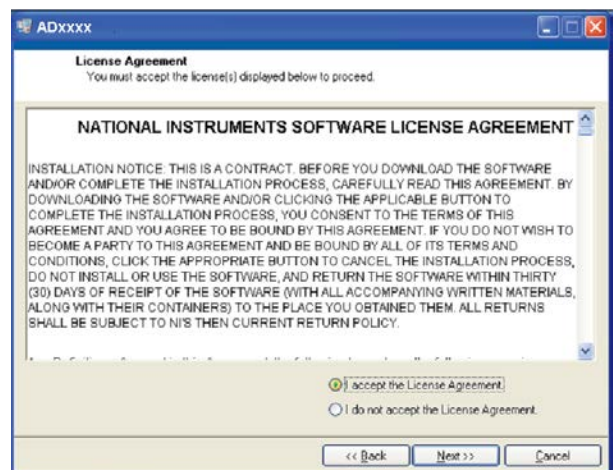 ADxxxx
License Agreement
You must accept the license(s) displayed below to proceed.
NATIONAL INSTRUMENTS SOFTWARE LICENSE AGREEMENT
INSTALLATION NOTICE: THIS IS A CONTRACT. BEFORE YOU DOWNLOAD THE SOFTWARE
AND/OR COMPLETE THE INSTALLATION PROCESS, CAREFULLY READ THIS AGREEMENT. BY
DOWNLOADING THE SOFTWARE AND/OR CLICKING THE APPLICABLE BUTTON TO
COMPLETE THE INSTALLATION PROCESS, YOU CONSENT TO THE TERMS OF THIS
AGREEMENT AND YOU AGREE TO BE BOUND BY THIS AGREEMENT. IF YOU DO NOT WISH TO
BECOME A PARTY TO THIS AGREEMENT AND BE BOUND BY ALL OF ITS TERMS AND
CONDITIONS, CLICK THE APPROPRIATE BUTTON TO CANCEL THE INSTALLATION PROCESS,
DO NOT INSTALL OR USE THE SOFTWARE, AND RETURN THE SOFTWARE WITHIN THIRTY
(30) DAYS OF RECEIPT OF THE SOFTWARE (WITH ALL ACCOMPANYING WRITTEN MATERIALS,
ALONG WITH THEIR CONTAINERS) TO THE PLACE YOU OBTAINED THEM. ALL RETURNS
SHALL BE SUBJECT TO NI'S THEN CURRENT RETURN POLICY.
I accept the License Agreement.
I do not accept the License Agreement.
<< Back
Next >>
Cancel